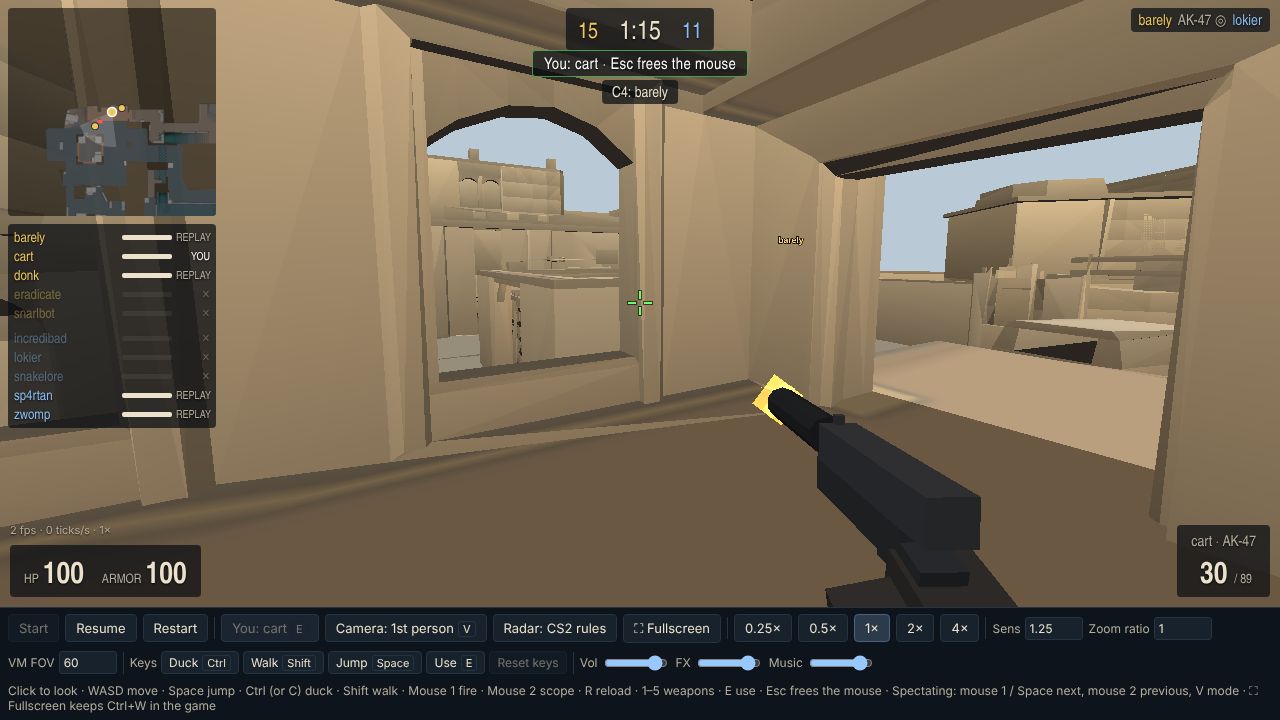 15 1:15 11
barely AK-47 lokier
You: cart · Esc frees the mouse
C4: barely
barely
barely REPLAY
cart YOU
donk REPLAY
eradicate ×
snarlbot ×
incredibad ×
lokier ×
snakelore ×
sp4rtan REPLAY
zwomp REPLAY
2 fps · 0 ticks/s · 1×
HP 100 ARMOR 100
cart · AK-47
30 / 89
Start Resume Restart You: cart E Camera: 1st person V Radar: CS2 rules ⛶ Fullscreen 0.25× 0.5× 1× 2× 4× Sens 1.25 Zoom ratio 1
VM FOV 60 Keys Duck Ctrl Walk Shift Jump Space Use E Reset keys Vol FX Music
Click to look · WASD move · Space jump · Ctrl (or C) duck · Shift walk · Mouse 1 fire · Mouse 2 scope · R reload · 1–5 weapons · E use · Esc frees the mouse · Spectating: mouse 1 / Space next, mouse 2 previous, V mode · ⛶
Fullscreen keeps Ctrl+W in the game